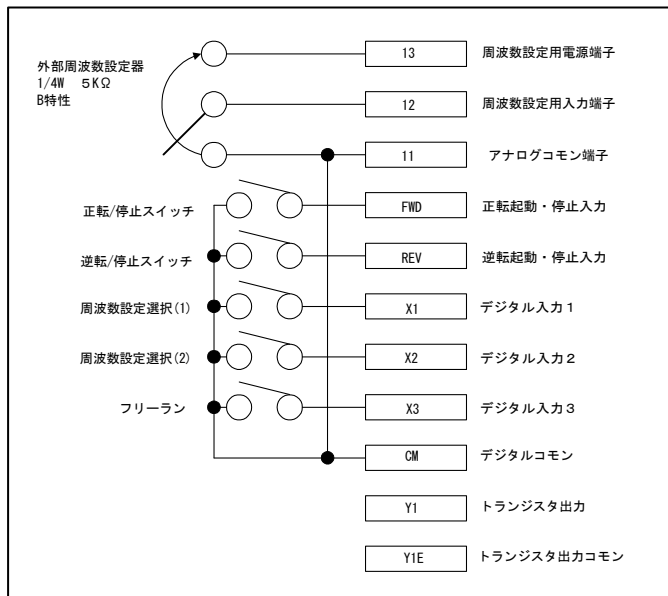 外部周波数設定器
1/4W 5KΩ
B特性
13 周波数設定用電源端子
12 周波数設定用入力端子
11 アナログコモン端子
正転/停止スイッチ FWD 正転起動・停止入力
逆転/停止スイッチ REV 逆転起動・停止入力
周波数設定選択(1) X1 デジタル入力1
周波数設定選択(2) X2 デジタル入力2
フリーラン X3 デジタル入力3
CM デジタルコモン
Y1 トランジスタ出力
Y1E トランジスタ出力コモン